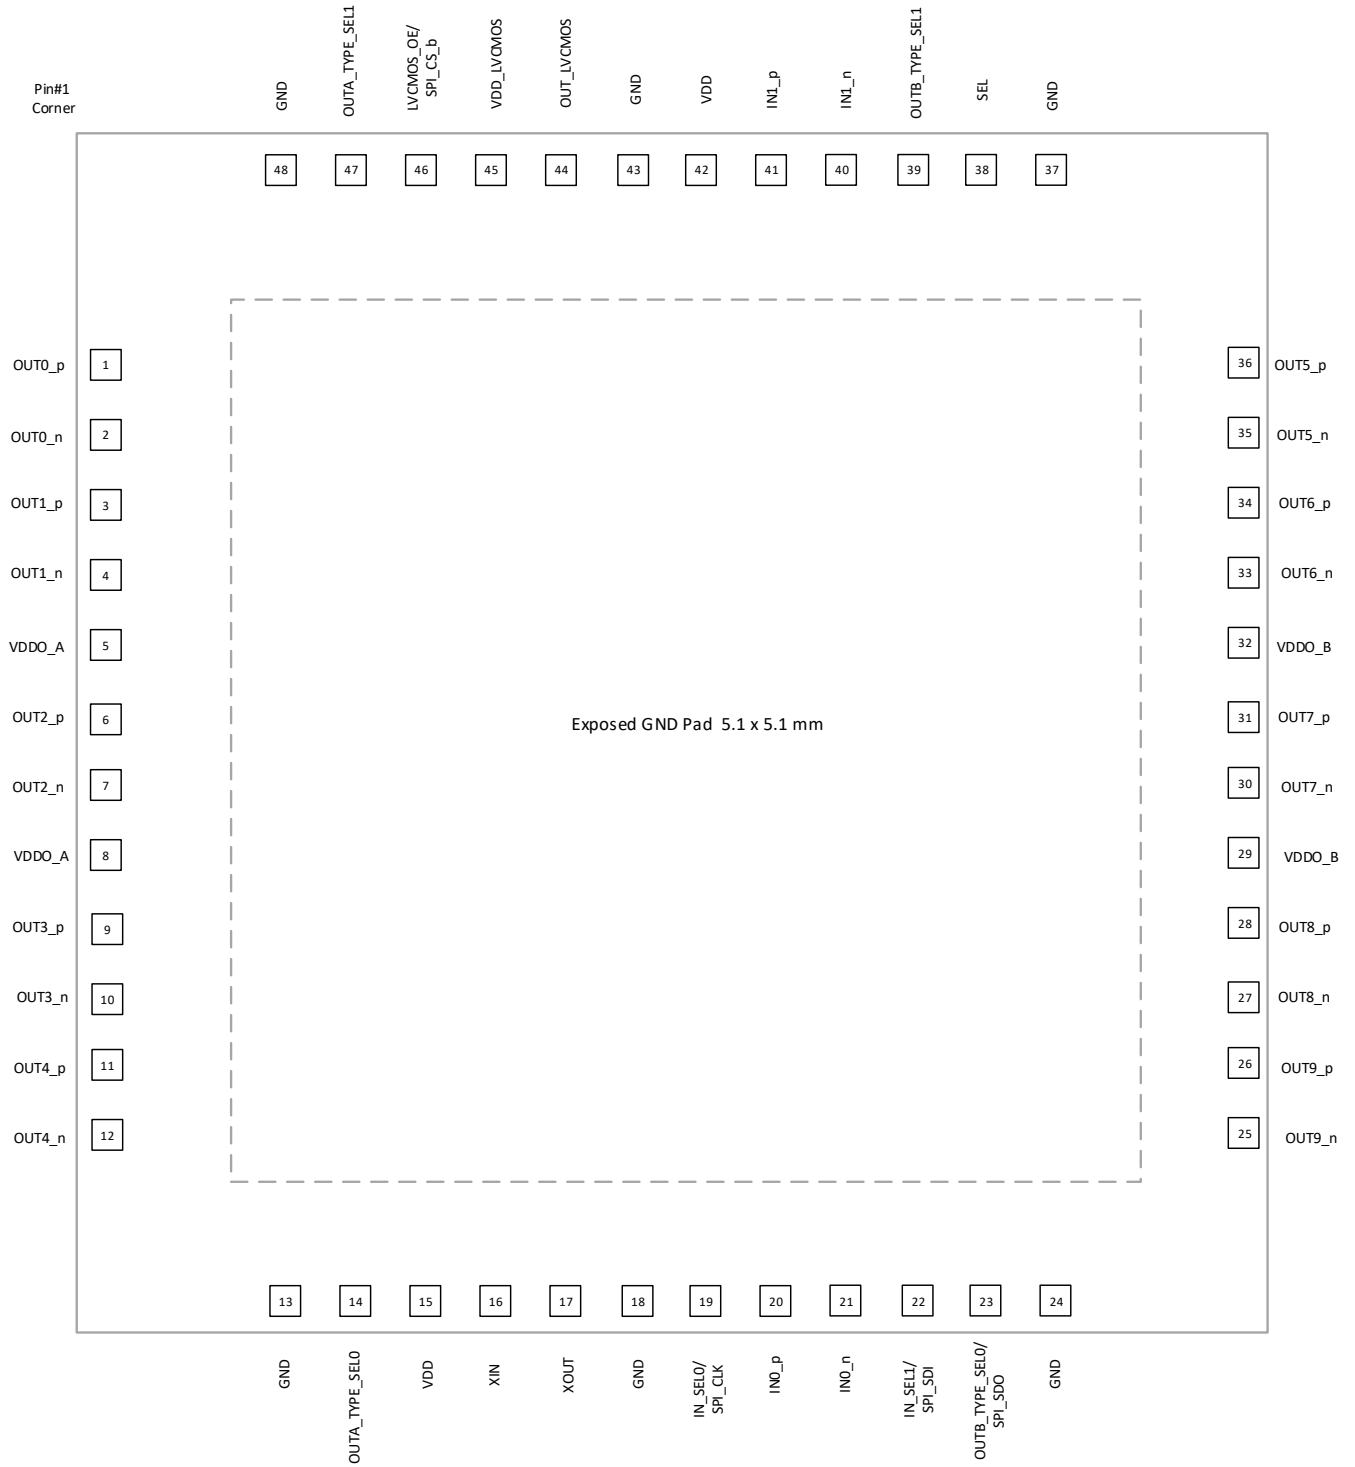 Pin#1
Corner
GND
OUTA_TYPE_SEL1
LVCMOS_OE/
SPI_CS_b
VDD_LVCMOS
OUT_LVCMOS
GND
VDD
IN1_p
IN1_n
OUTB_TYPE_SEL1
SEL
GND
48 47 46 45 44 43 42 41 40 39 38 37
OUT0_p 1 36 OUT5_p
OUT0_n 2 35 OUT5_n
OUT1_p 3 34 OUT6_p
OUT1_n 4 33 OUT6_n
VDDO_A 5 32 VDDO_B
OUT2_p 6 31 OUT7_p
Exposed GND Pad 5.1 x 5.1 mm
OUT2_n 7 30 OUT7_n
VDDO_A 8 29 VDDO_B
OUT3_p 9 28 OUT8_p
OUT3_n 10 27 OUT8_n
OUT4_p 11 26 OUT9_p
OUT4_n 12 25 OUT9_n
13 14 15 16 17 18 19 20 21 22 23 24
GND
OUTA_TYPE_SEL0
VDD
XIN
XOUT
GND
IN_SEL0/
SPI_CLK
IN0_p
IN0_n
IN_SEL1/
SPI_SDI
OUTB_TYPE_SEL0/
SPI_SDO
GND